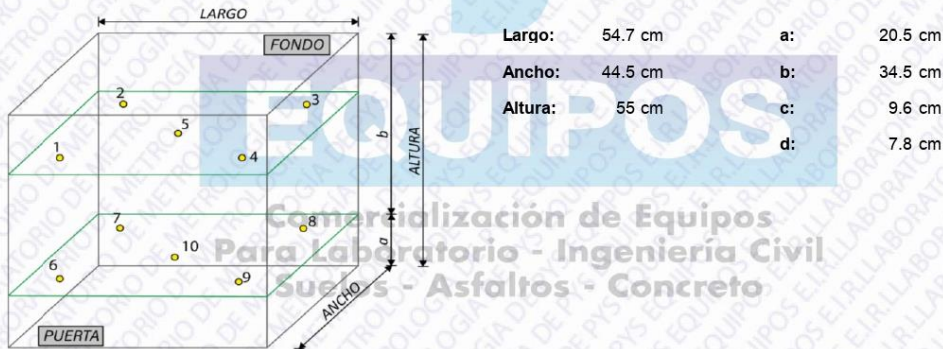 LARGO
FONDO
2
3
5
1
4
b
ALTURA
7
8
10
a
6
9
ANCHO
PUERTA
Largo: 54.7 cm a: 20.5 cm
Ancho: 44.5 cm b: 34.5 cm
Altura: 55 cm c: 9.6 cm
d: 7.8 cm
EQUIPOS
Comercialización de Equipos
Para Laboratorio - Ingeniería Civil
Suelos - Asfaltos - Concreto